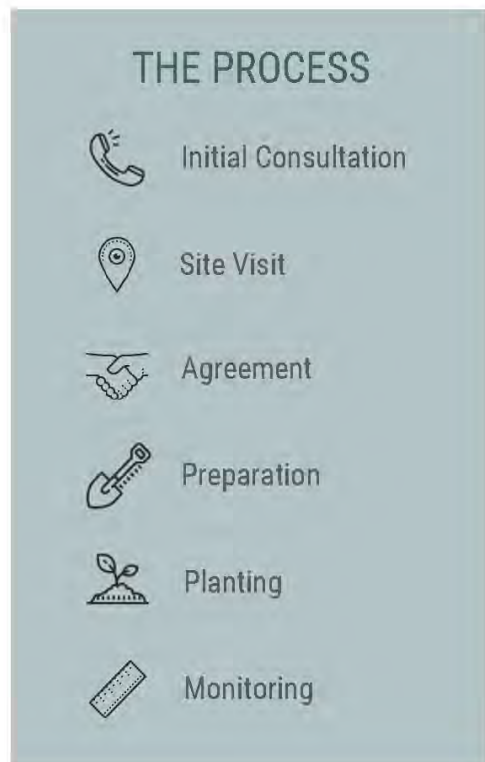 THE PROCESS
Initial Consultation
Site Visit
Agreement
Preparation
Planting
Monitoring